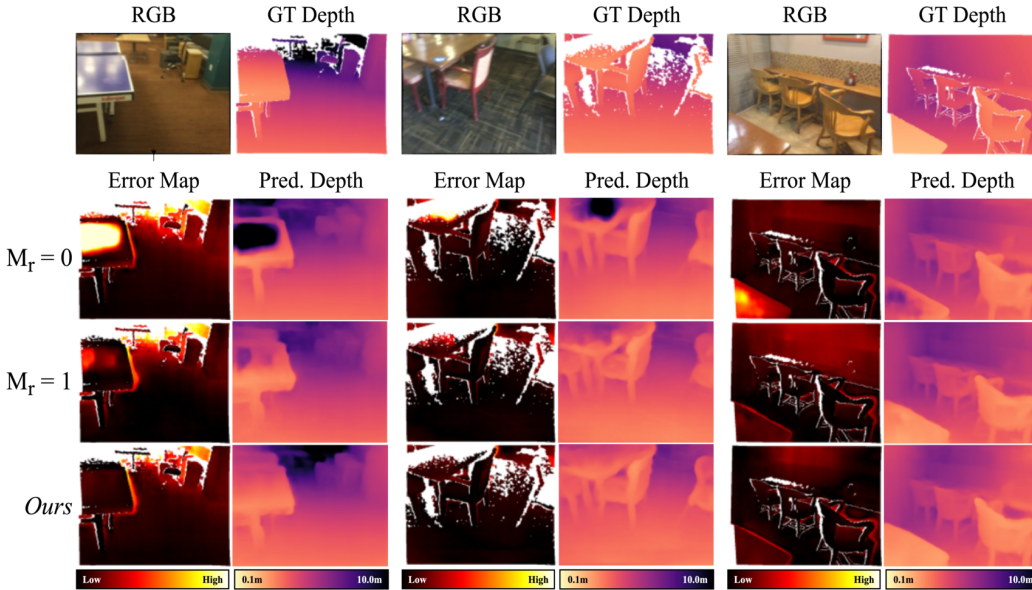 RGB GT Depth RGB GT Depth RGB GT Depth
Error Map Pred. Depth Error Map Pred. Depth Error Map Pred. Depth
Mr = 0
Mr = 1
Ours
Low High 0.1m 10.0m Low High 0.1m 10.0m Low High 0.1m 10.0m